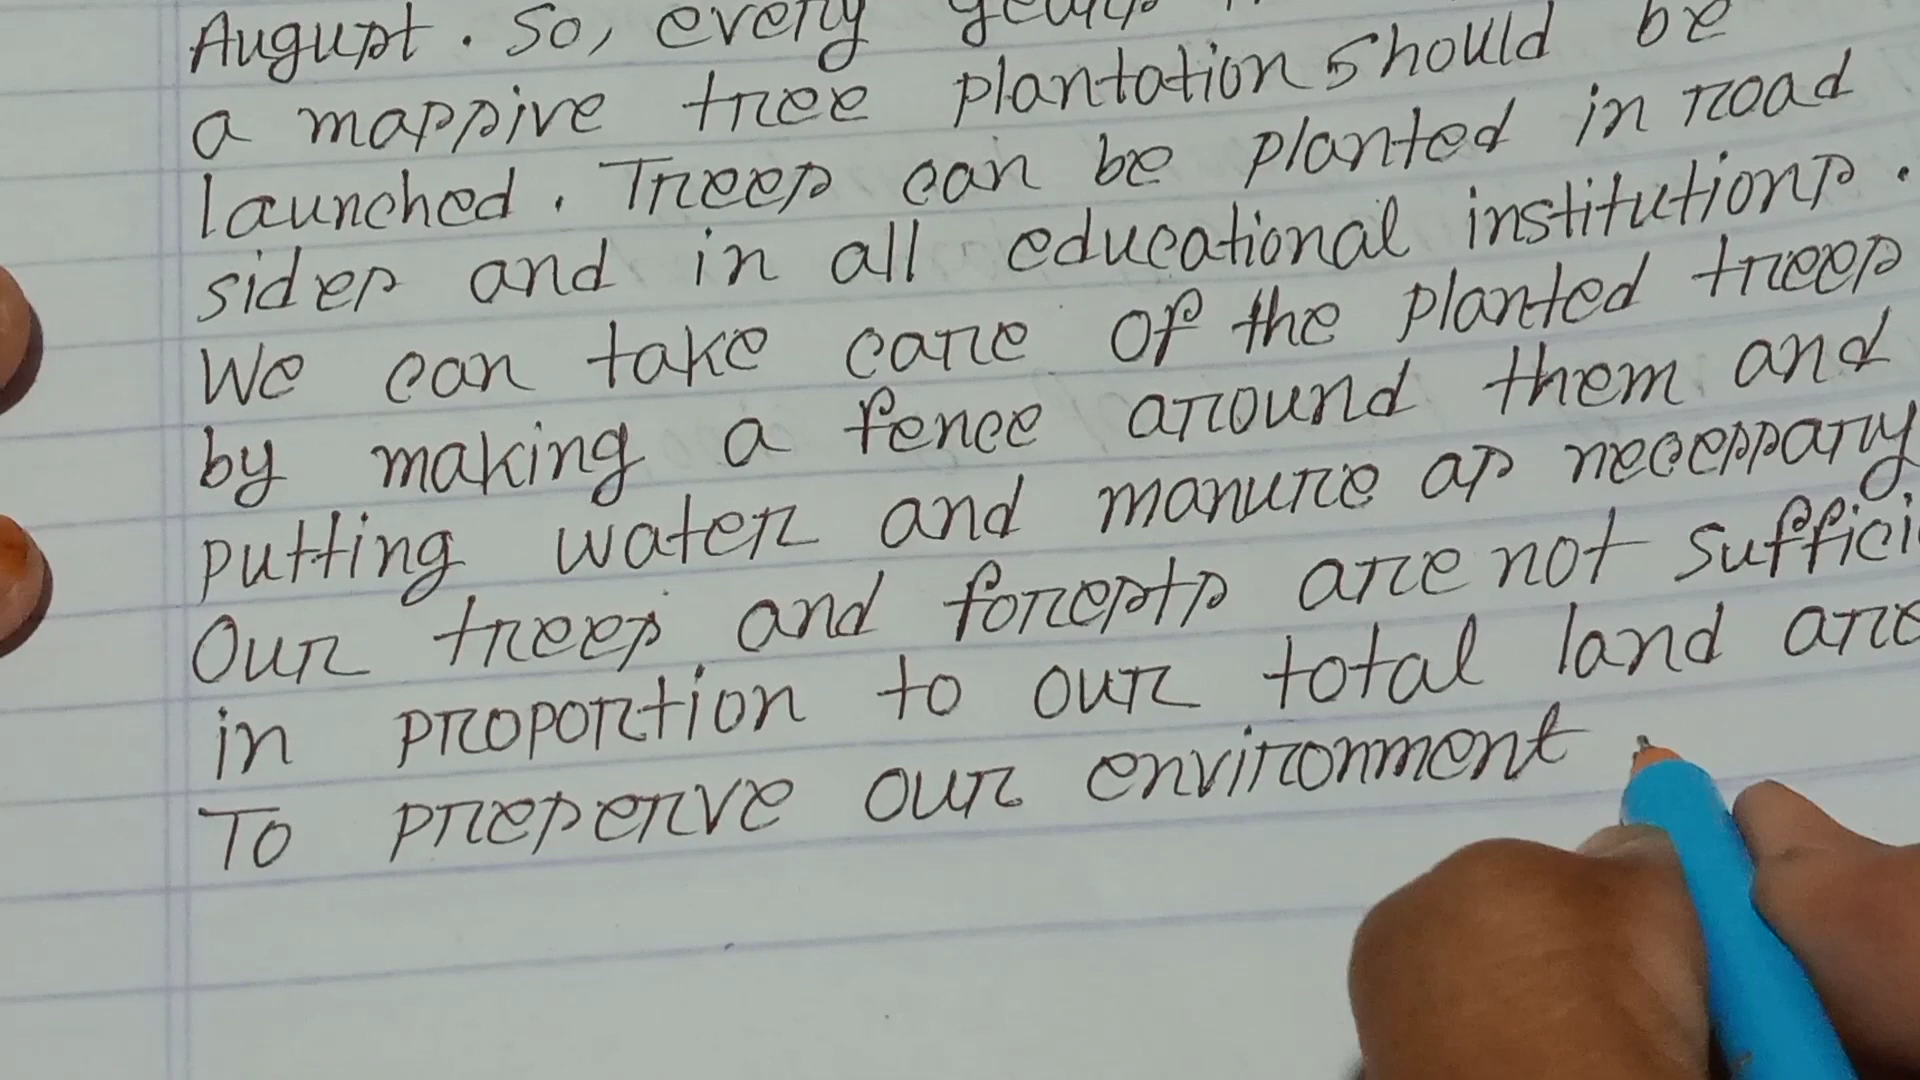 August. So, every year
a massive tree plantation should be
launched. Trees can be planted in road
sides and in all educational institutions.
We can take care of the planted trees
by making a fence around them and
putting water and manure as necessary
Our trees and forests are not suffici
in proportion to our total land are
To preserve our environment